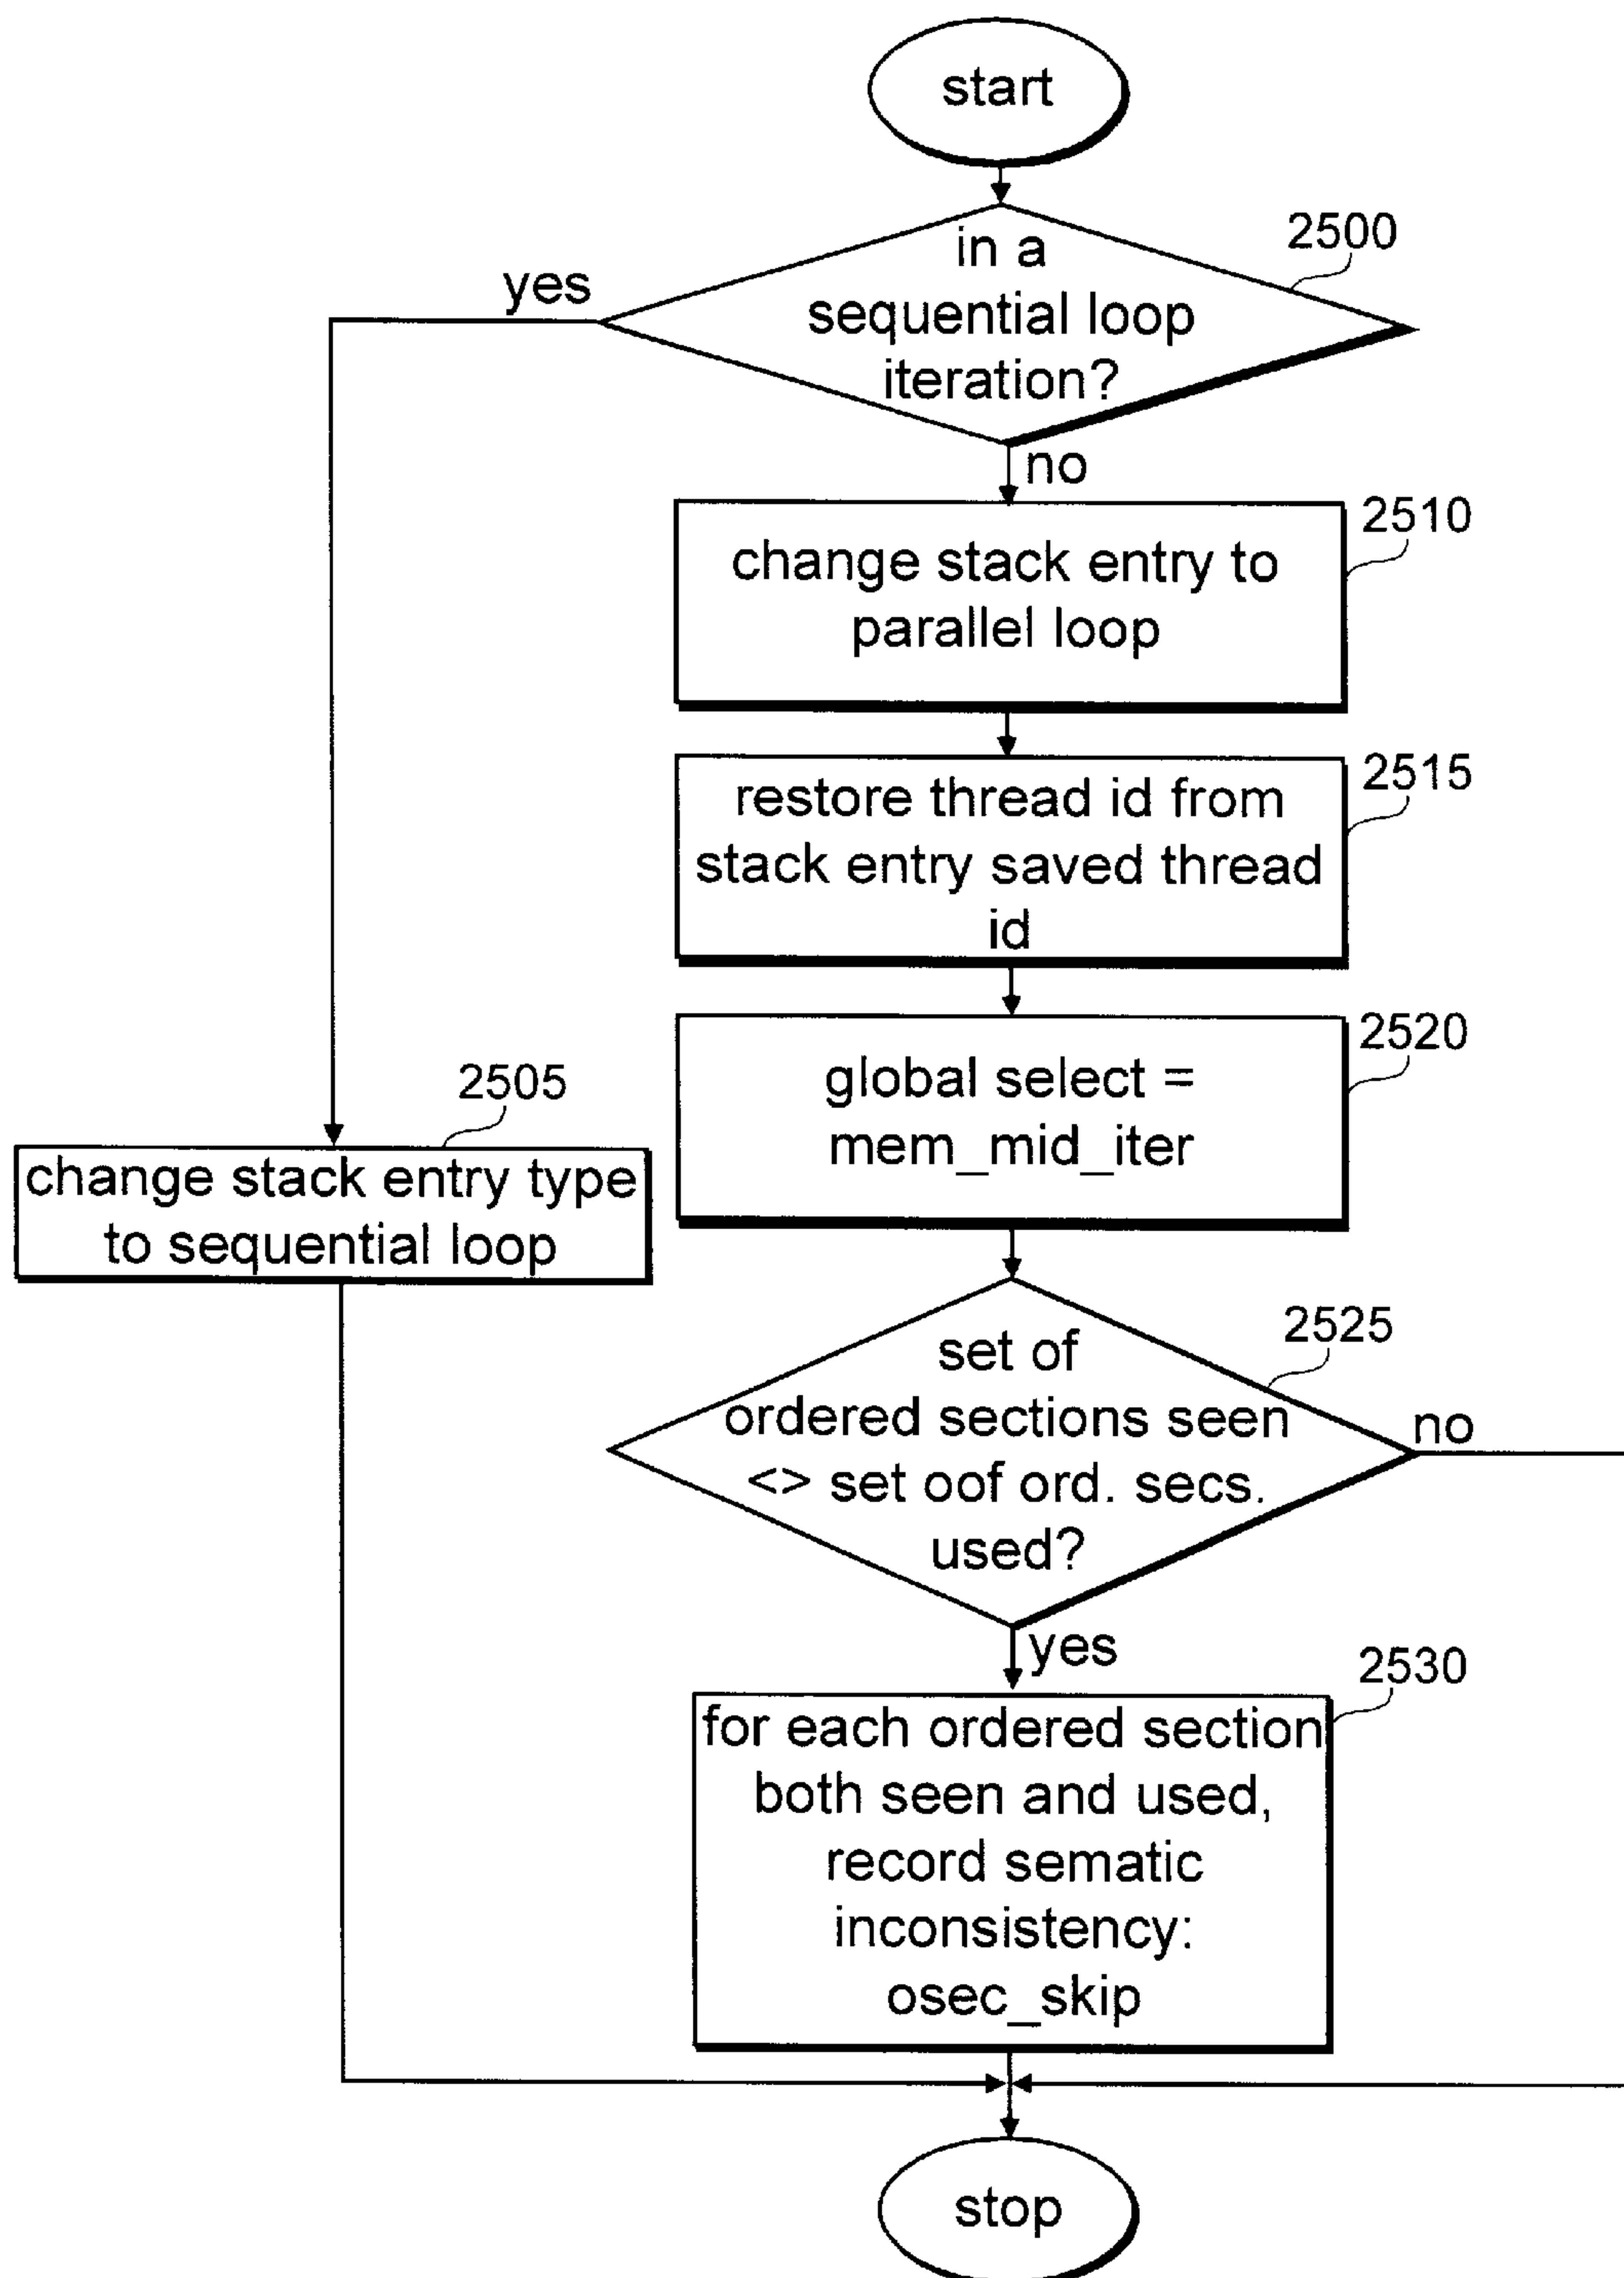 start
2500
in a
sequential loop
iteration?
yes
no
2510
change stack entry to
parallel loop
2515
restore thread id from
stack entry saved thread
id
2520
global select =
mem_mid_iter
2505
change stack entry type
to sequential loop
2525
set of
ordered sections seen
<> set oof ord. secs.
used?
no
yes
2530
for each ordered section
both seen and used,
record sematic
inconsistency:
osec_skip
stop